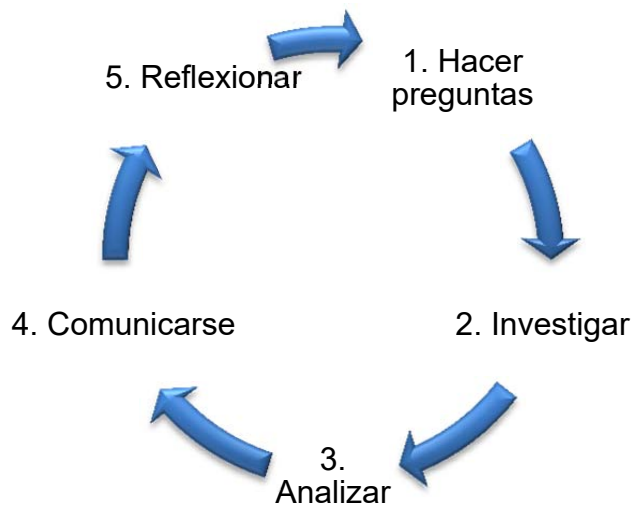 1. Hacer
preguntas
2. Investigar
3.
Analizar
4. Comunicarse
5. Reflexionar